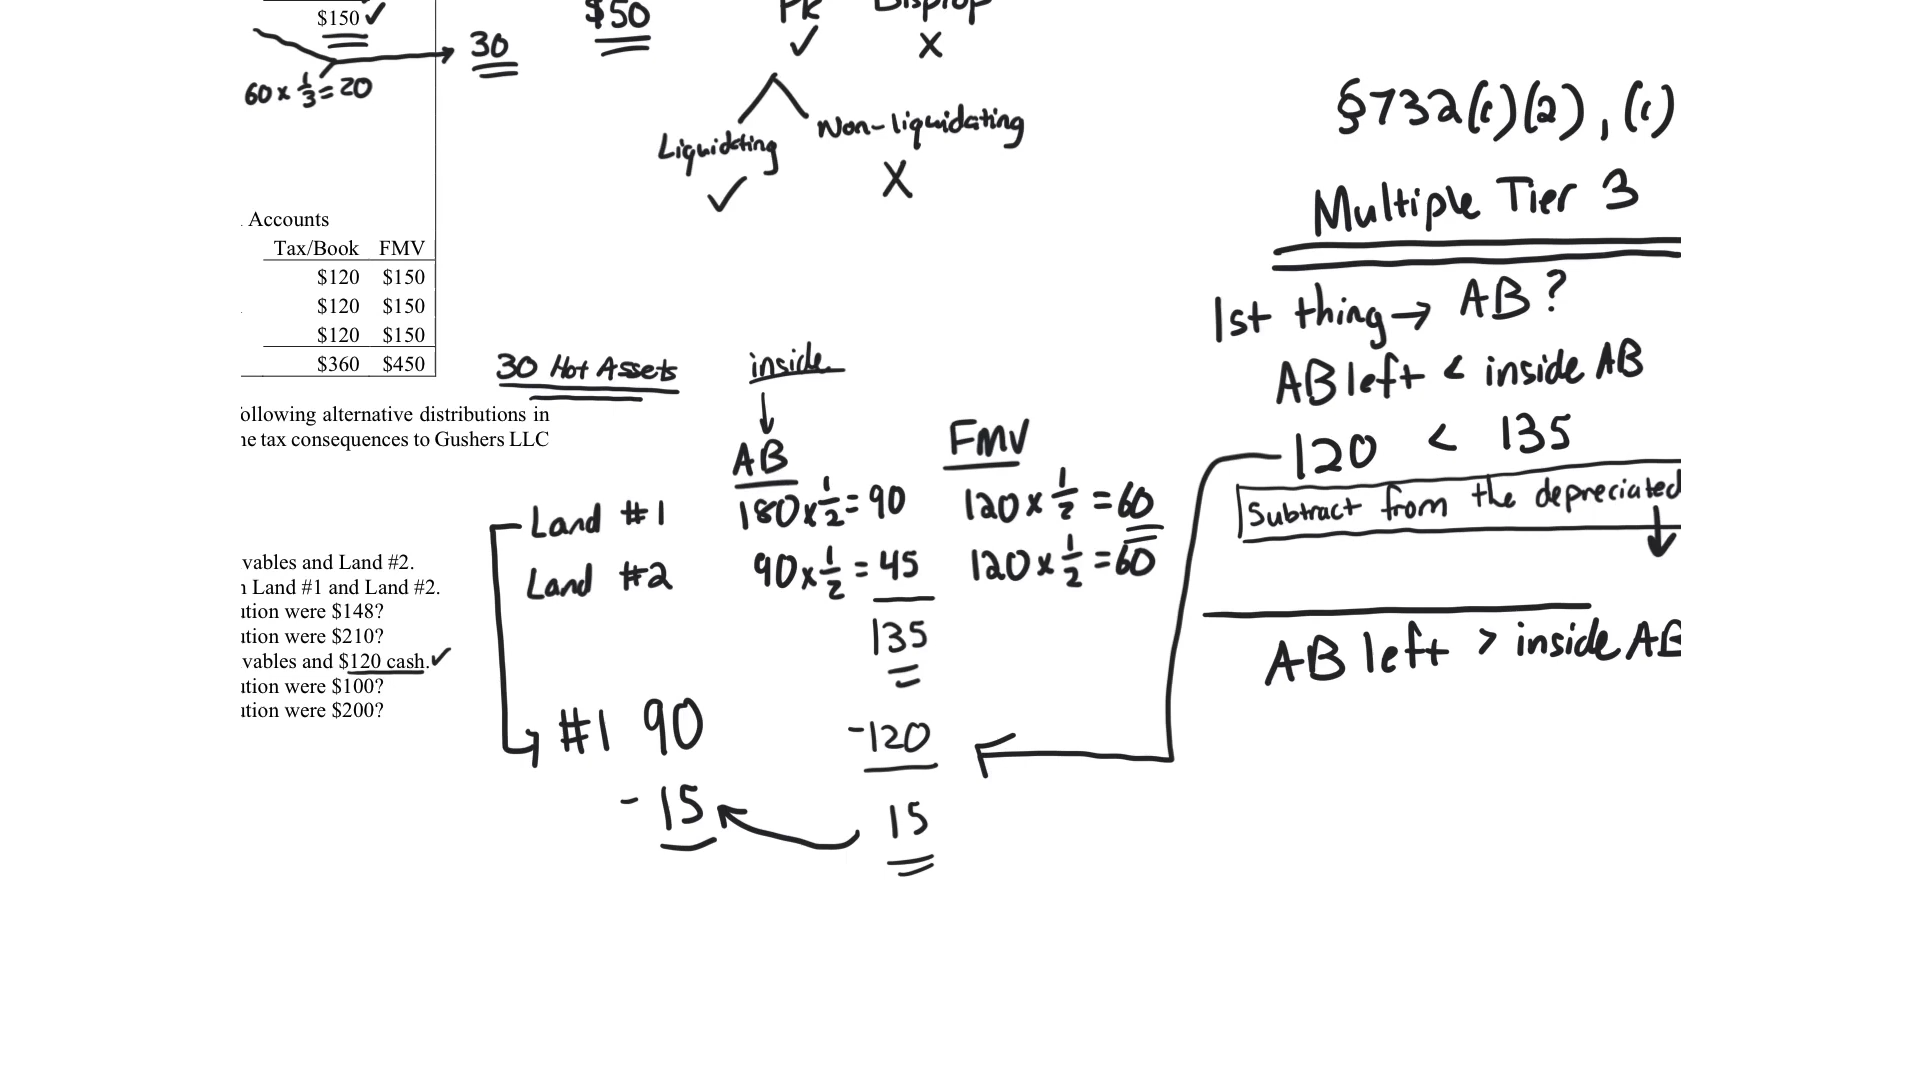 $150 ✓
30
60 x 1/3 = 20
$50
PR Disprop
✓ X
Liquidating Non-liquidating
✓ X
Accounts
Tax/Book FMV
$120 $150
$120 $150
$120 $150
$360 $450
ollowing alternative distributions in
e tax consequences to Gushers LLC
vables and Land #2.
Land #1 and Land #2.
ition were $148?
ition were $210?
vables and $120 cash. ✓
ition were $100?
ition were $200?
30 Hot Assets
inside
AB FMV
Land #1 180 x 1/2 = 90 120 x 1/2 = 60
Land #2 90 x 1/2 = 45 120 x 1/2 = 60
135
-120
15
#1 90
- 15
§732(c)(2), (c)
Multiple Tier 3
1st thing → AB?
AB left < inside AB
120 < 135
Subtract from the depreciated
AB left > inside AB